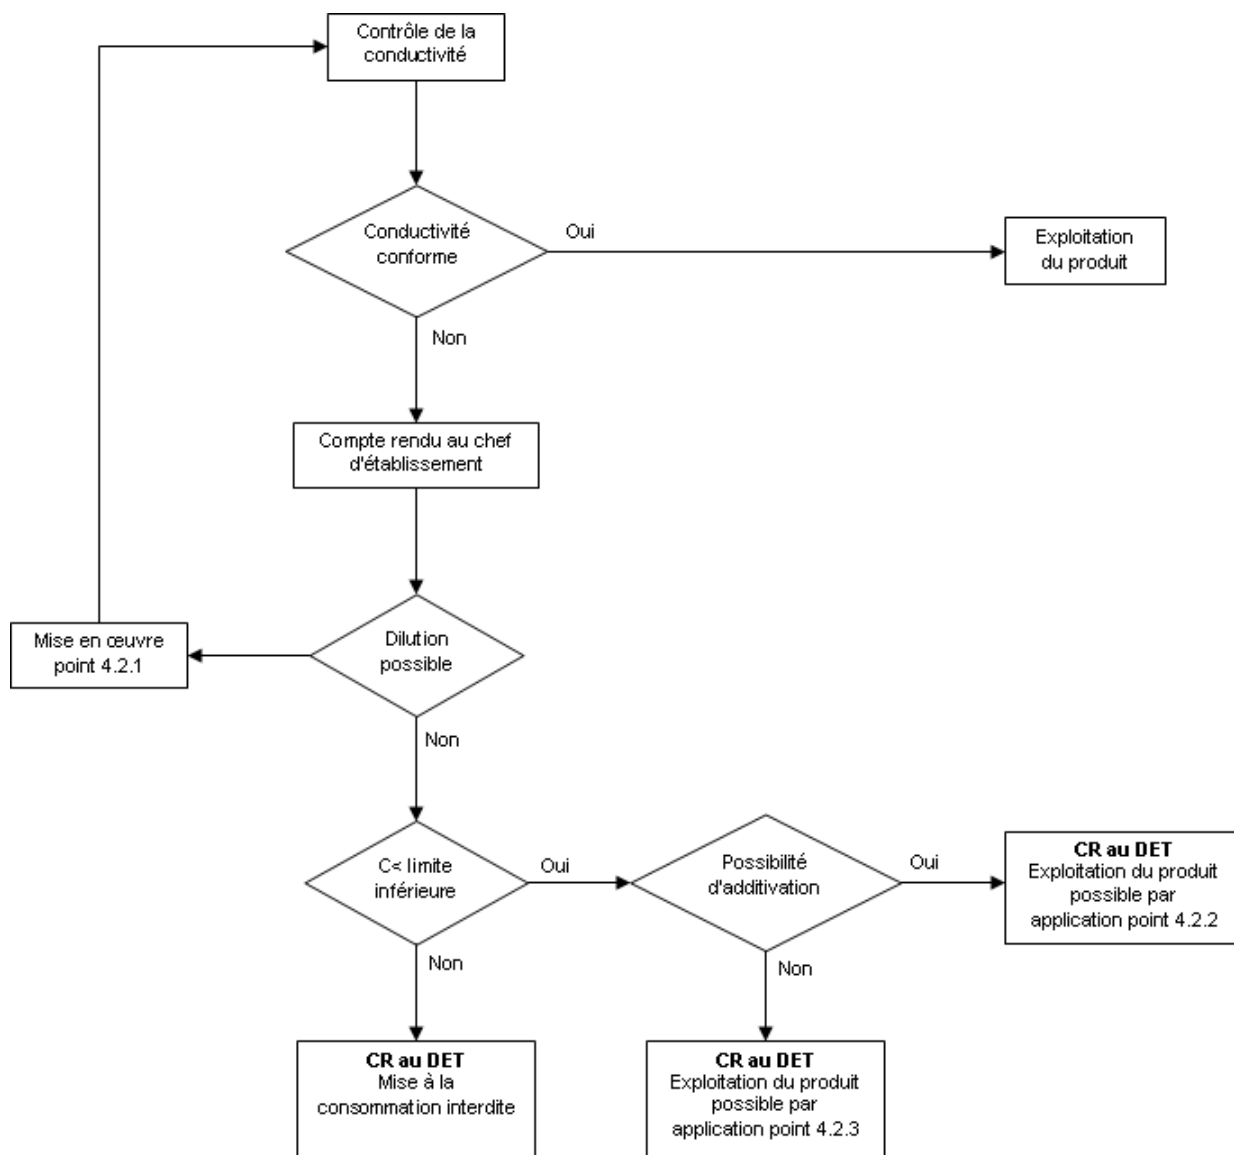 Contrôle de la
conductivité
Conductivité
conforme
Oui
Exploitation
du produit
Non
Compte rendu au chef
d'établissement
Dilution
possible
Mise en œuvre
point 4.2.1
Non
C< limite
inférieure
Oui
Possibilité
d'additivation
Oui
CR au DET
Exploitation du produit
possible par
application point 4.2.2
Non
Non
CR au DET
Mise à la
consommation interdite
CR au DET
Exploitation du produit
possible par
application point 4.2.3